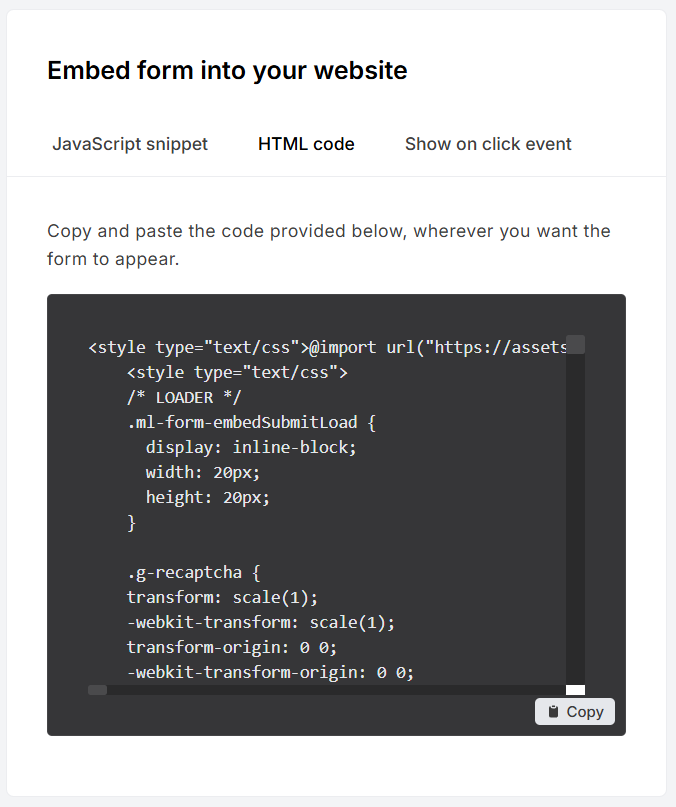 Embed form into your website
JavaScript snippet HTML code Show on click event
Copy and paste the code provided below, wherever you want the
form to appear.
<style type="text/css">@import url("https://assets
<style type="text/css">
/* LOADER */
.ml-form-embedSubmitLoad {
display: inline-block;
width: 20px;
height: 20px;
}
.g-recaptcha {
transform: scale(1);
-webkit-transform: scale(1);
transform-origin: 0 0;
-webkit-transform-origin: 0 0;
Copy